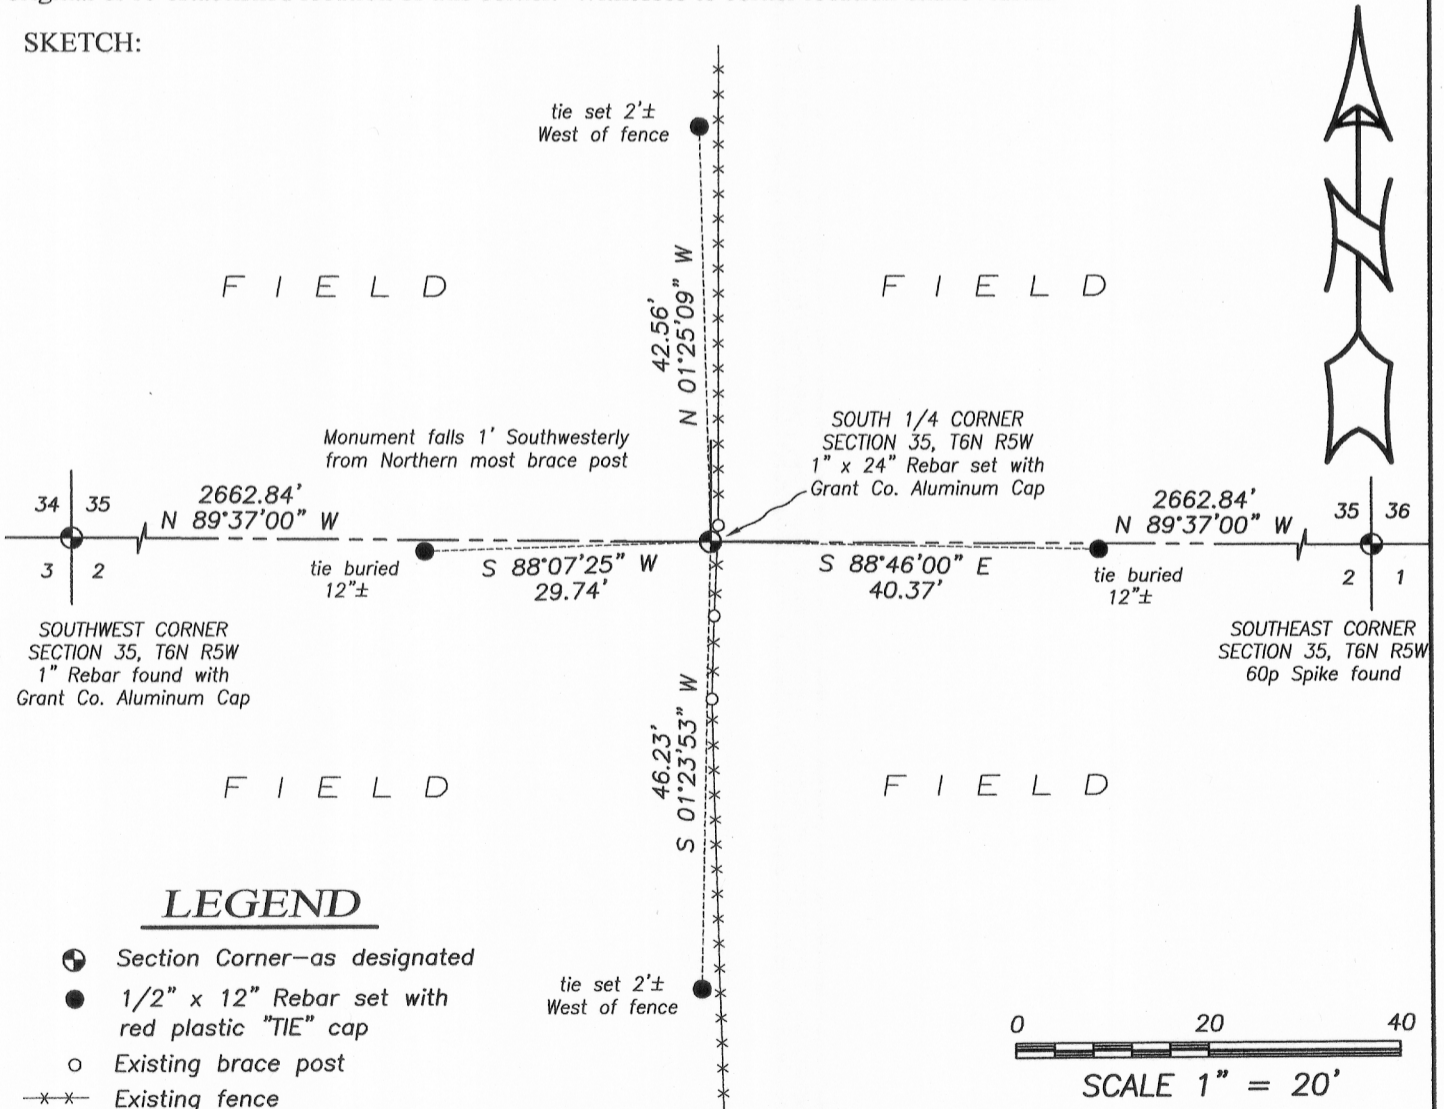 SKETCH:
tie set 2'±
West of fence
F I E L D
F I E L D
42.56'
N 01°25'09" W
Monument falls 1' Southwesterly
from Northern most brace post
SOUTH 1/4 CORNER
SECTION 35, T6N R5W
1" x 24" Rebar set with
Grant Co. Aluminum Cap
34 35
3 2
2662.84'
N 89°37'00" W
2662.84'
N 89°37'00" W
35 36
2 1
tie buried
12"±
S 88°07'25" W
29.74'
S 88°46'00" E
40.37'
tie buried
12"±
SOUTHWEST CORNER
SECTION 35, T6N R5W
1" Rebar found with
Grant Co. Aluminum Cap
SOUTHEAST CORNER
SECTION 35, T6N R5W
60p Spike found
46.23'
S 01°23'53" W
F I E L D
F I E L D
LEGEND
Section Corner–as designated
1/2" x 12" Rebar set with
red plastic "TIE" cap
Existing brace post
Existing fence
tie set 2'±
West of fence
N
0 20 40
SCALE 1" = 20'